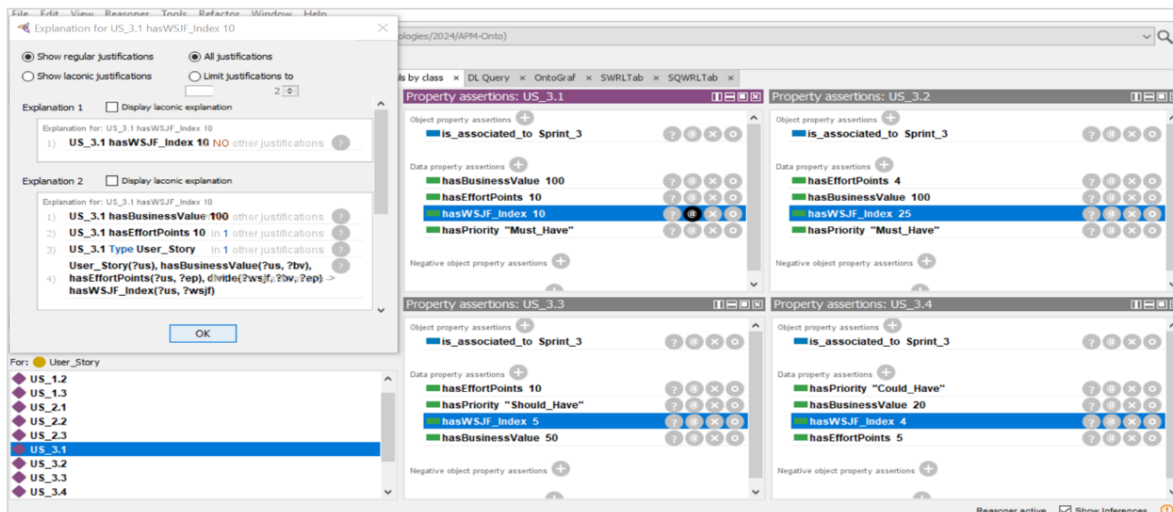 File Edit View Reasoner Tools Refactor Window Help
Explanation for US_3.1 hasWSJF_Index 10
Show regular justifications
All justifications
Show laconic justifications
Limit justifications to
2
Explanation 1
Display laconic explanation
Explanation for: US_3.1 hasWSJF_Index 10
1) US_3.1 hasWSJF_Index 10 NO other justifications
Explanation 2
Display laconic explanation
Explanation for: US_3.1 hasWSJF_Index 10
1) US_3.1 hasBusinessValue 100 other justifications
2) US_3.1 hasEffortPoints 10 In 1 other justifications
3) US_3.1 Type User_Story In 1 other justifications
4) User_Story(?us), hasBusinessValue(?us, ?bv),
hasEffortPoints(?us, ?ep), divide(?wsjf, ?bv, ?ep) ->
hasWSJF_Index(?us, ?wsjf)
OK
For: User_Story
US_1.2
US_1.3
US_2.1
US_2.2
US_2.3
US_3.1
US_3.2
US_3.3
US_3.4
ologies/2024/APM-Onto)
ls by class × DL Query × OntoGraf × SWRLTab × SQWRLTab ×
Property assertions: US_3.1
Object property assertions
is_associated_to Sprint_3
Data property assertions
hasBusinessValue 100
hasEffortPoints 10
hasWSJF_Index 10
hasPriority "Must_Have"
Negative object property assertions
Property assertions: US_3.2
Object property assertions
is_associated_to Sprint_3
Data property assertions
hasEffortPoints 4
hasBusinessValue 100
hasWSJF_Index 25
hasPriority "Must_Have"
Negative object property assertions
Property assertions: US_3.3
Object property assertions
is_associated_to Sprint_3
Data property assertions
hasEffortPoints 10
hasPriority "Should_Have"
hasWSJF_Index 5
hasBusinessValue 50
Negative object property assertions
Property assertions: US_3.4
Object property assertions
is_associated_to Sprint_3
Data property assertions
hasPriority "Could_Have"
hasBusinessValue 20
hasWSJF_Index 4
hasEffortPoints 5
Negative object property assertions
Reasoner active
Show Inferences